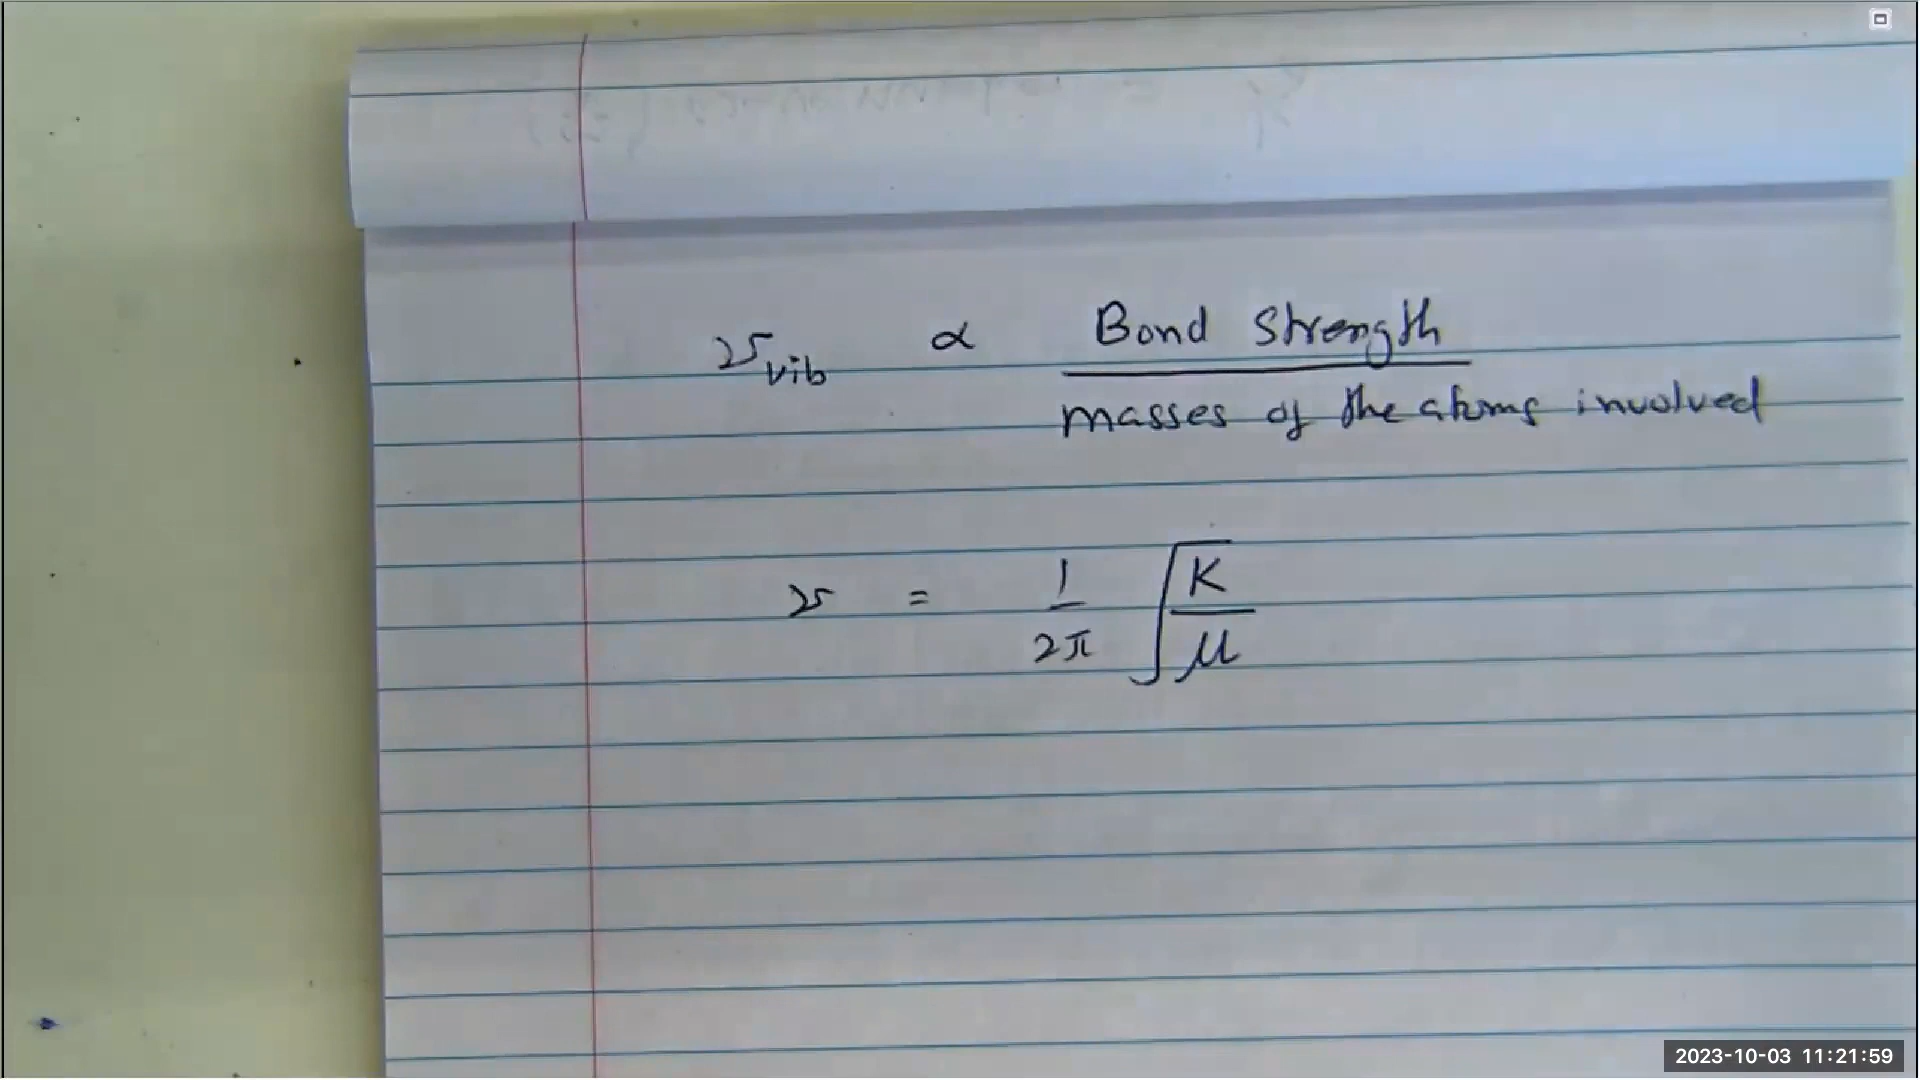 ν_vib ∝ Bond Strength
masses of the atoms involved
ν = 1/2π √K/μ
2023-10-03 11:21:59